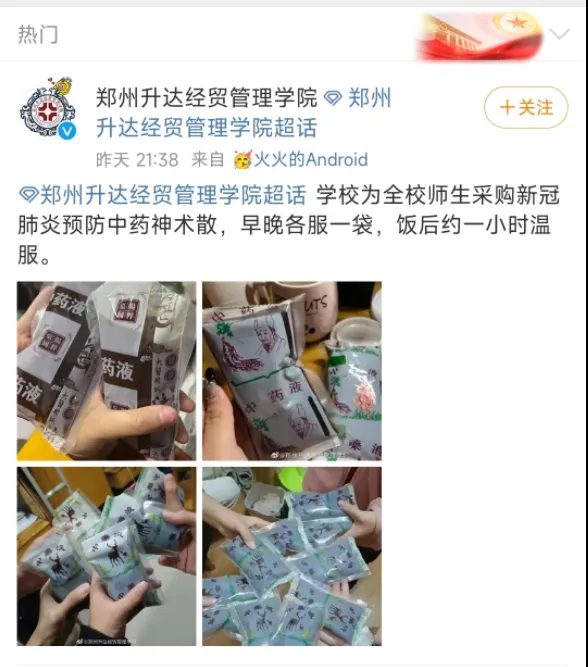 热门
郑州升达经贸管理学院 郑州
升达经贸管理学院超话
+关注
昨天 21:38 来自 火火的Android
郑州升达经贸管理学院超话 学校为全校师生采购新冠
肺炎预防中药神术散，早晚各服一袋，饭后约一小时温
服。
中药液
药液
药液
中药
中药液
藥液